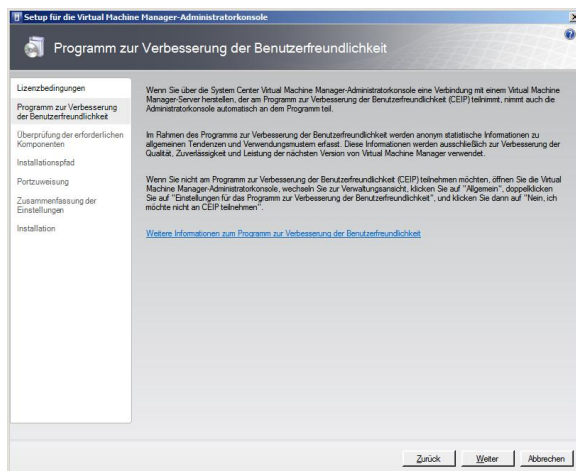 Setup für die Virtual Machine Manager-Administratorkonsole
Programm zur Verbesserung der Benutzerfreundlichkeit
Lizenzbedingungen
Programm zur Verbesserung
der Benutzerfreundlichkeit
Überprüfung der erforderlichen
Komponenten
Installationspfad
Portzuweisung
Zusammenfassung der
Einstellungen
Installation
Wenn Sie über die System Center Virtual Machine Manager-Administratorkonsole eine Verbindung mit einem Virtual Machine
Manager-Server herstellen, der am Programm zur Verbesserung der Benutzerfreundlichkeit (CEIP) teilnimmt, nimmt auch die
Administratorkonsole automatisch an dem Programm teil.
Im Rahmen des Programms zur Verbesserung der Benutzerfreundlichkeit werden anonym statistische Informationen zu
allgemeinen Tendenzen und Verwendungsmustern erfasst. Diese Informationen werden ausschließlich zur Verbesserung der
Qualität, Zuverlässigkeit und Leistung der nächsten Version von Virtual Machine Manager verwendet.
Wenn Sie nicht am Programm zur Verbesserung der Benutzerfreundlichkeit (CEIP) teilnehmen möchten, öffnen Sie die Virtual
Machine Manager-Administratorkonsole, wechseln Sie zur Verwaltungsansicht, klicken Sie auf "Allgemein", doppelklicken
Sie auf "Einstellungen für das Programm zur Verbesserung der Benutzerfreundlichkeit", und klicken Sie dann auf "Nein, ich
möchte nicht an CEIP teilnehmen".
Weitere Informationen zum Programm zur Verbesserung der Benutzerfreundlichkeit
Zurück
Weiter
Abbrechen